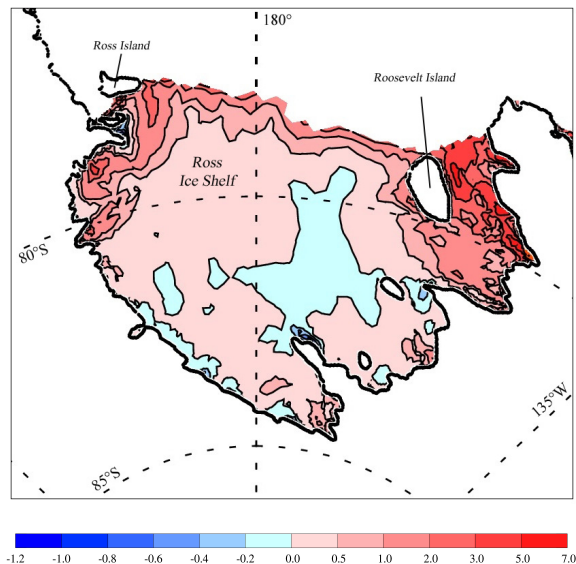 180°
Ross Island
Roosevelt Island
Ross
Ice Shelf
80°S
135°W
85°S
-1.2 -1.0 -0.8 -0.6 -0.4 -0.2 0.0 0.5 1.0 2.0 3.0 5.0 7.0